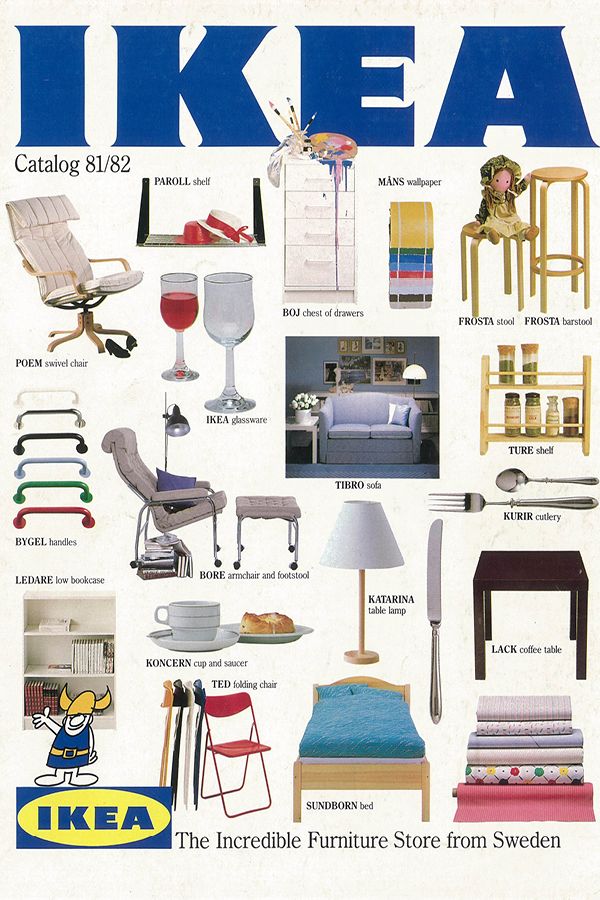 IKEA
Catalog 81/82
PAROLL shelf
MÅNS wallpaper
BOJ chest of drawers
FROSTA stool
FROSTA barstool
POEM swivel chair
IKEA glassware
TURE shelf
TIBRO sofa
KURIR cutlery
BYGEL handles
BORE armchair and footstool
LEDARE low bookcase
KATARINA
table lamp
LACK coffee table
KONCERN cup and saucer
TED folding chair
SUNDBORN bed
IKEA
The Incredible Furniture Store from Sweden